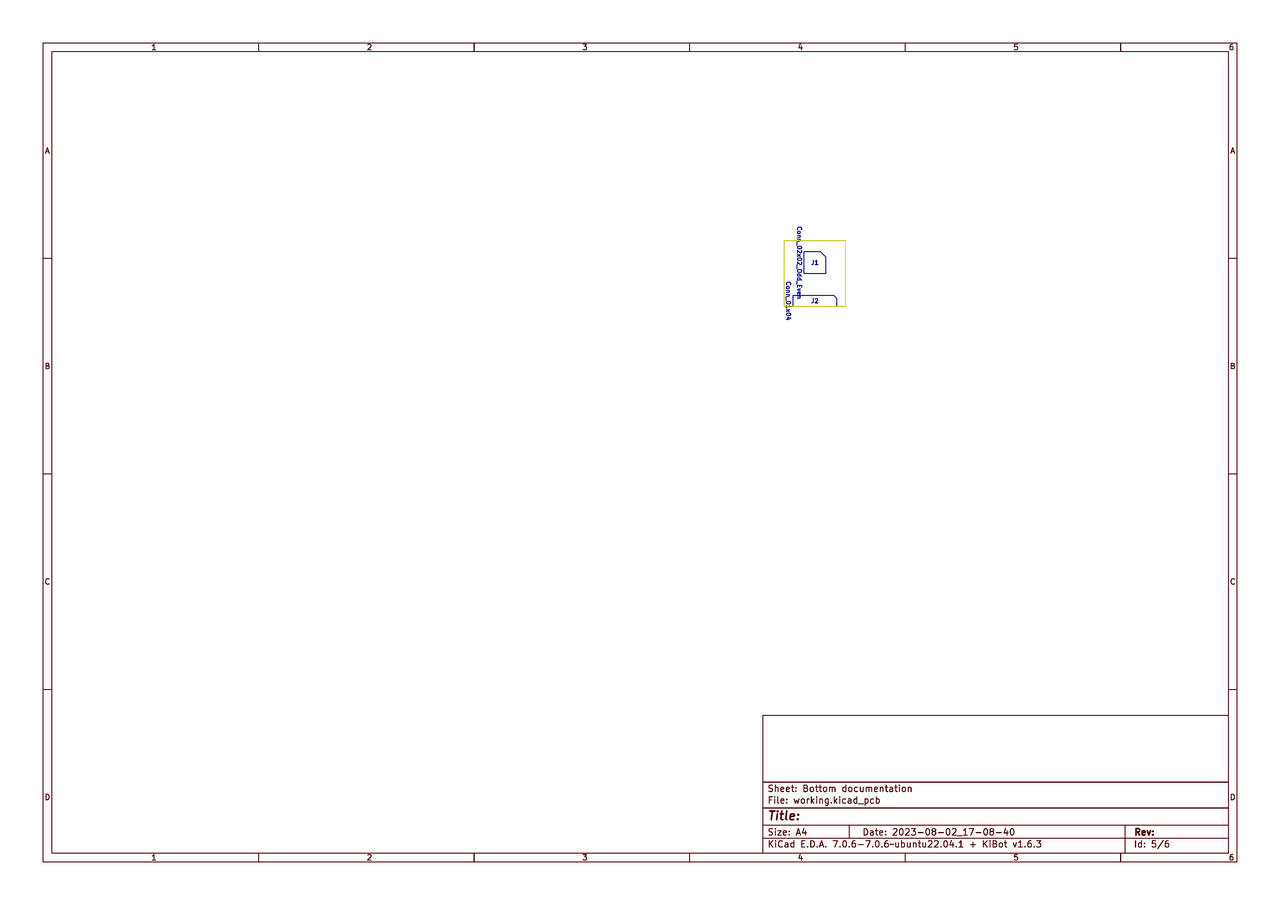 1 2 3 4 5 6
A A
Conn_02x02_Odd_Even
J1
Conn_01x04
J2
B B
C C
D D
Sheet: Bottom documentation
File: working.kicad_pcb
Title:
Size: A4 Date: 2023-08-02_17-08-40 Rev:
KiCad E.D.A. 7.0.6-7.0.6~ubuntu22.04.1 + KiBot v1.6.3 Id: 5/6
1 2 3 4 5 6